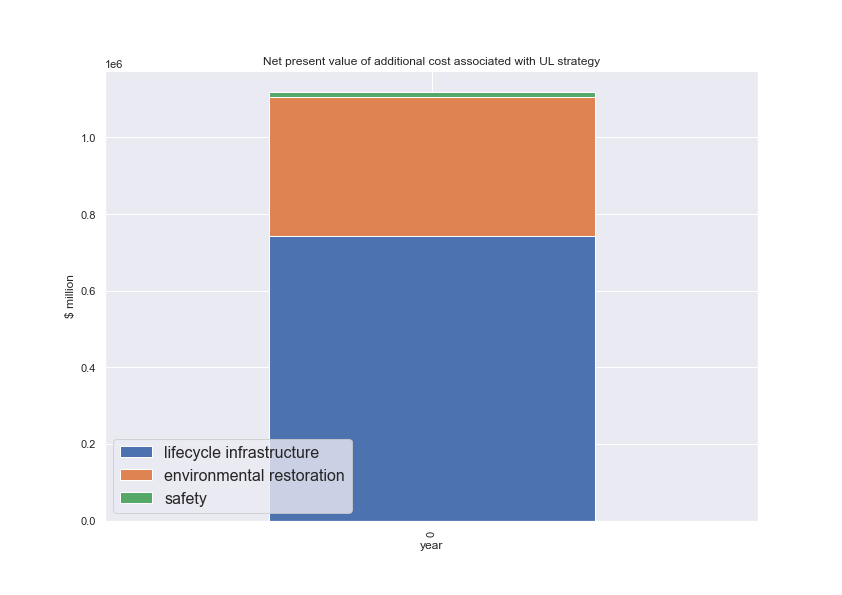 Net present value of additional cost associated with UL strategy
1e6
1.0
0.8
0.6
0.4
0.2
0.0
$ million
lifecycle infrastructure
environmental restoration
safety
0
year